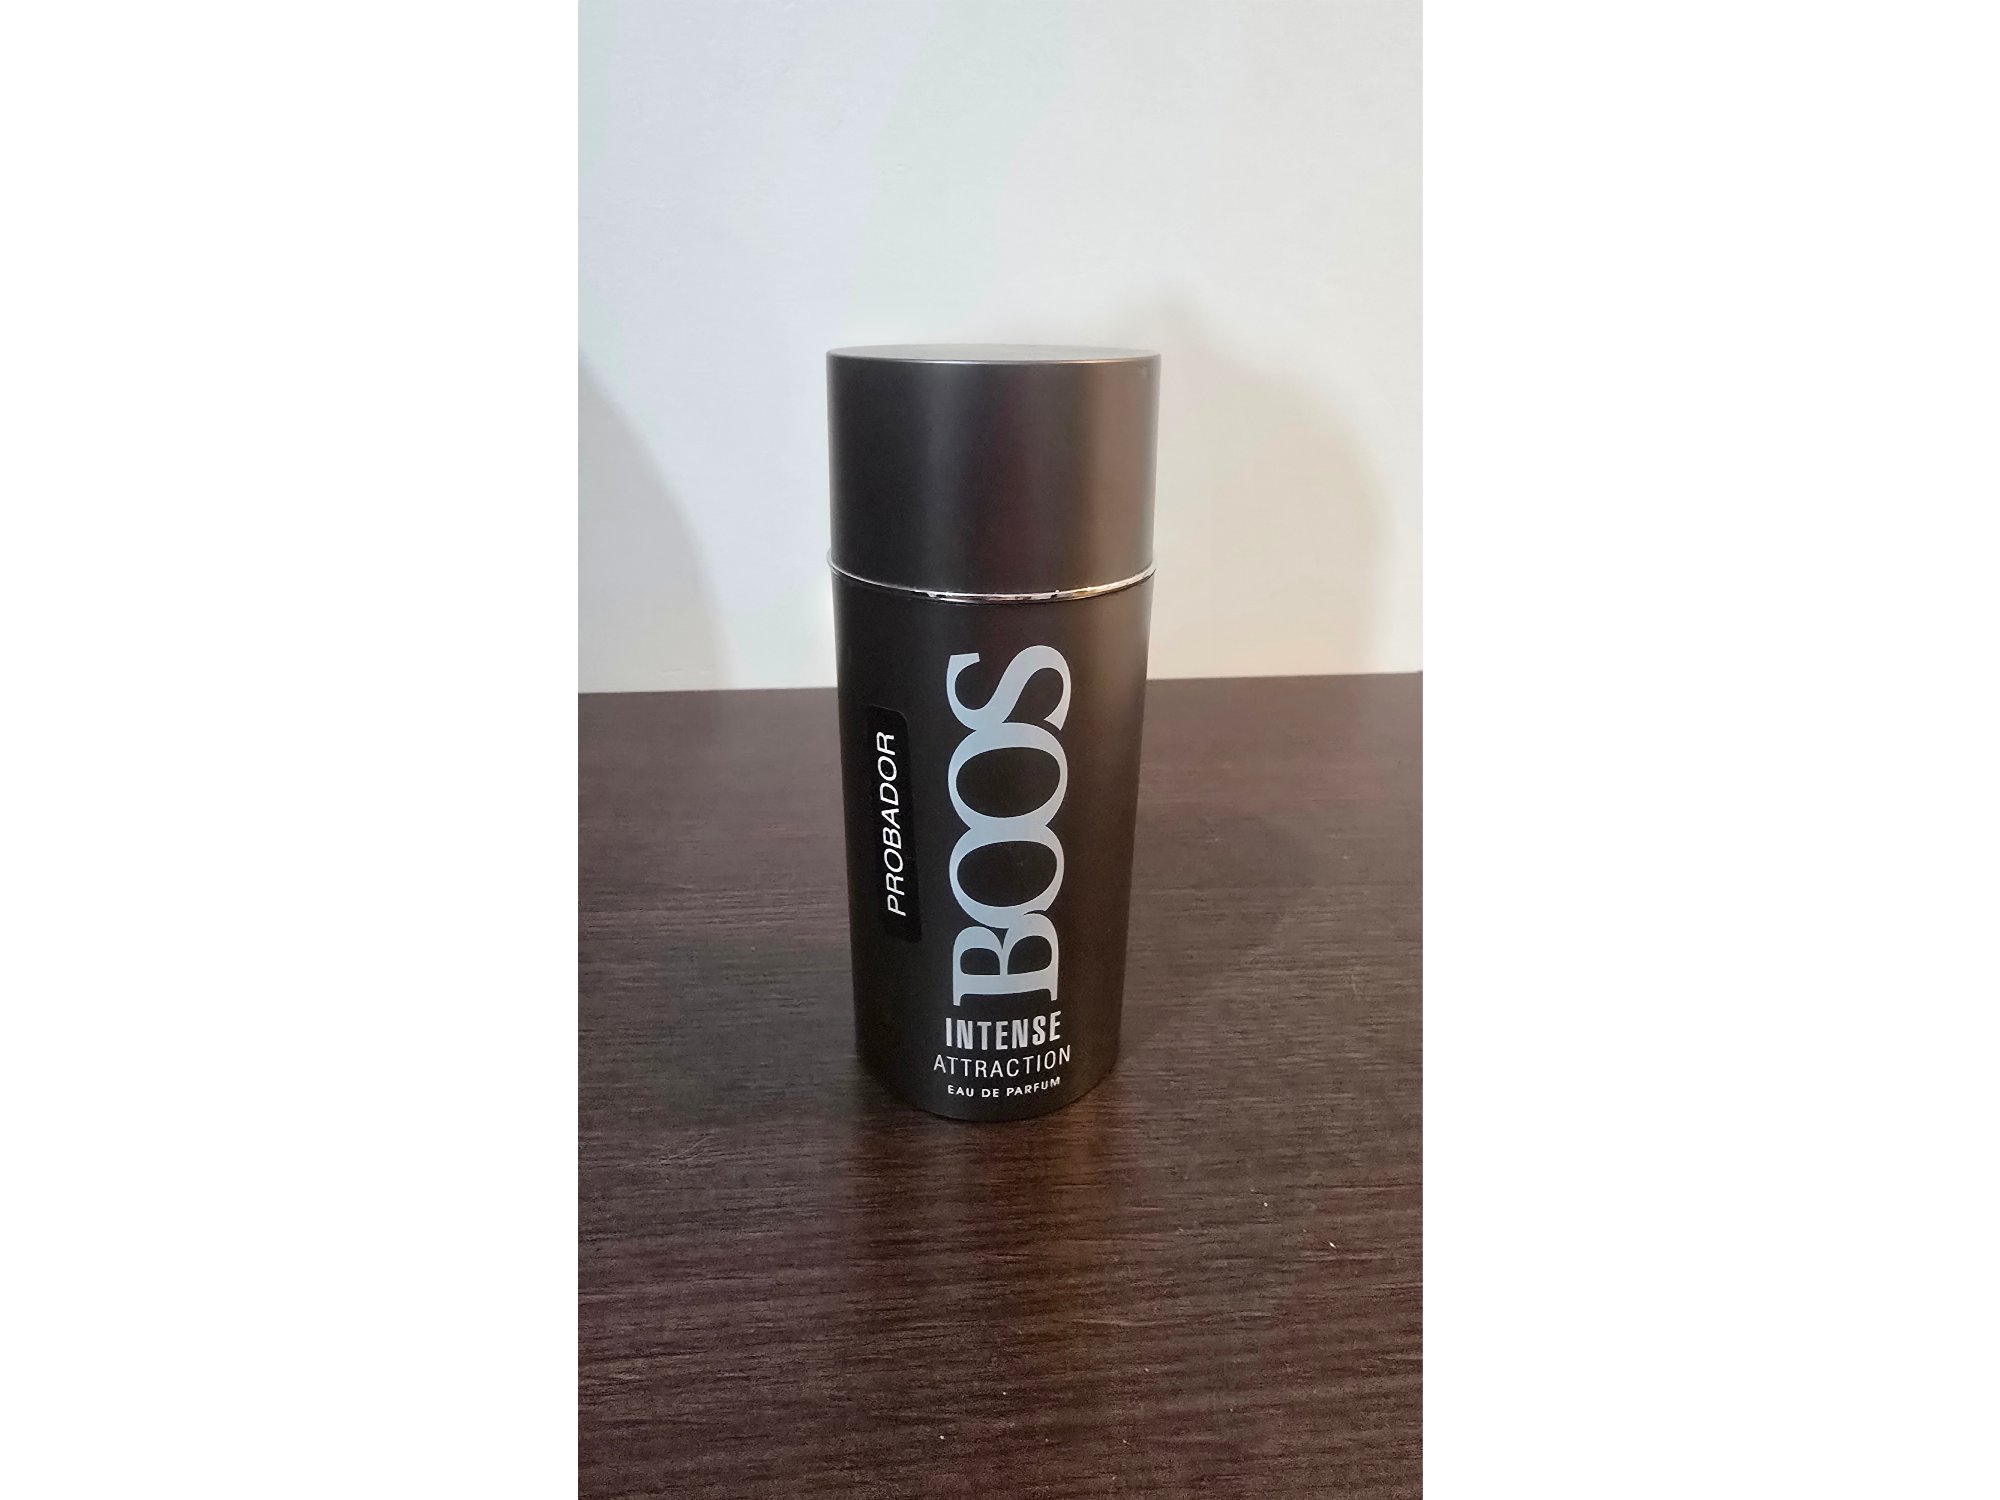 PROBADOR
BOOS
INTENSE
ATTRACTION
EAU DE PARFUM